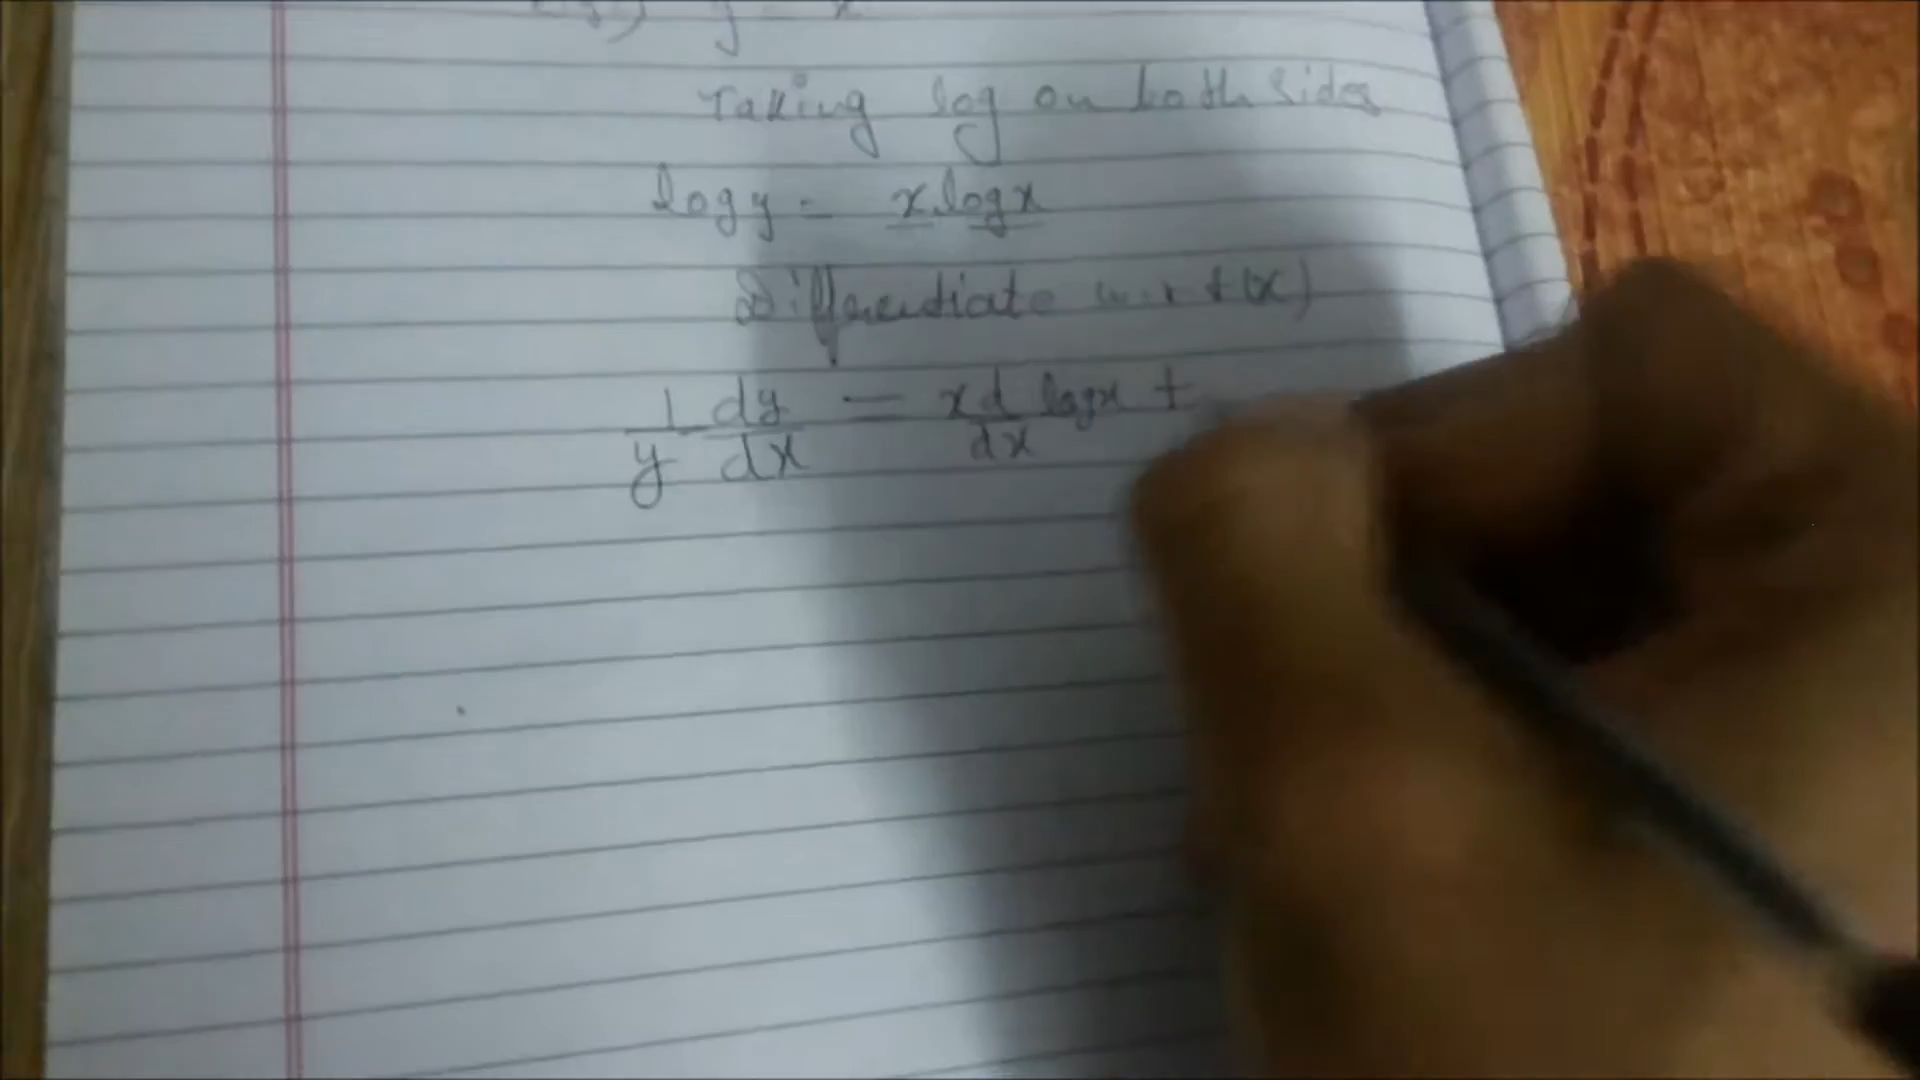 y = x
Taking log on both sides
log y = x log x
Differentiate w.r.t (x)
1/y dy/dx = x d/dx log x +